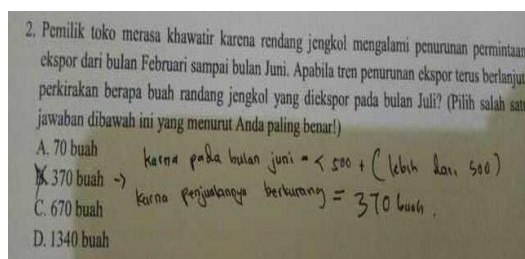 2. Pemilik toko merasa khawatir karena rendang jengkol mengalami penurunan permintaan
ekspor dari bulan Februari sampai bulan Juni. Apabila tren penurunan ekspor terus berlanjut
perkirakan berapa buah randang jengkol yang diekspor pada bulan Juli? (Pilih salah satu
jawaban dibawah ini yang menurut Anda paling benar!)
A. 70 buah
karna pada bulan juni = < 500 + (lebih dari 500)
B. 370 buah →) karna penjualannya berkurang = 370 buah.
C. 670 buah
D. 1340 buah